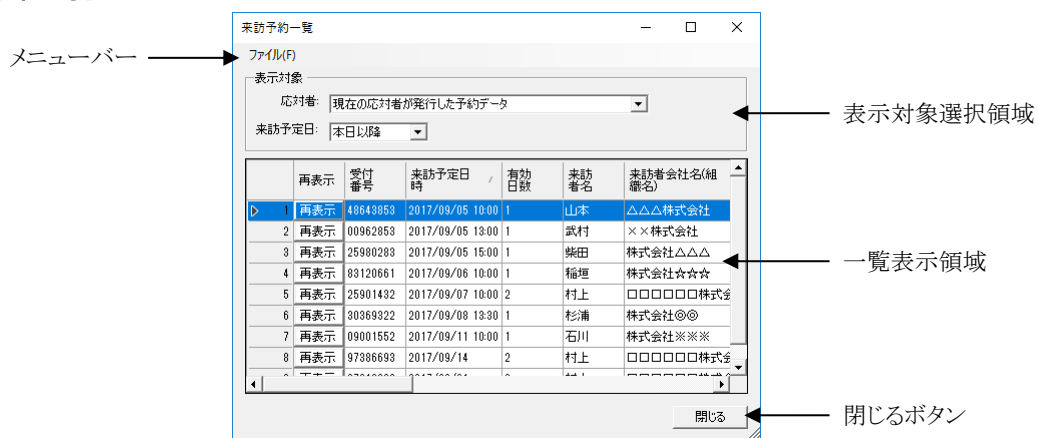 来訪予約一覧
メニューバー
ファイル(F)
表示対象
応対者: 現在の応対者が発行した予約データ
表示対象選択領域
来訪予定日: 本日以降
再表示 受付番号 来訪予定日時 有効日数 来訪者名 来訪者会社名(組織名)
1 再表示 48643853 2017/09/05 10:00 1 山本 △△△株式会社
2 再表示 00962853 2017/09/05 13:00 1 武村 ××株式会社
3 再表示 25980283 2017/09/05 15:00 1 柴田 株式会社△△△
一覧表示領域
4 再表示 83120661 2017/09/06 10:00 1 稲垣 株式会社☆☆☆
5 再表示 25901432 2017/09/07 10:00 2 村上 □□□□□□株式会
6 再表示 30369322 2017/09/08 13:30 1 杉浦 株式会社◎◎
7 再表示 09001552 2017/09/11 10:00 1 石川 株式会社※※※
8 再表示 97386693 2017/09/14 2 村上 □□□□□□株式会
閉じる
閉じるボタン